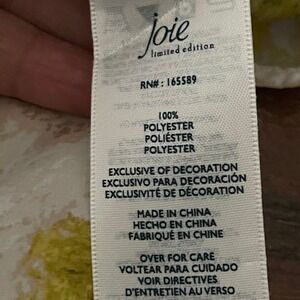 joie
limited edition
RN#: 165589
100%
POLYESTER
POLIÉSTER
POLYESTER
EXCLUSIVE OF DECORATION
EXCLUSIVO PARA DECORACIÓN
EXCLUSIVITÉ DE DÉCORATION
MADE IN CHINA
HECHO EN CHINA
FABRIQUÉ EN CHINE
OVER FOR CARE
VOLTEAR PARA CUIDADO
VOIR DIRECTIVES
D'ENTRETIEN AU VERSO